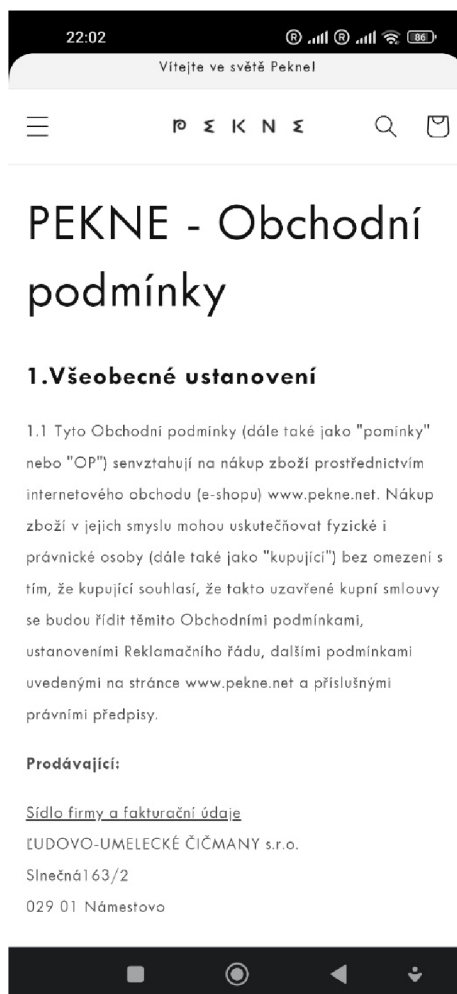 22:02
86
Vítejte ve světě Pekne!
PEKNE
PEKNE - Obchodní
podmínky
1.Všeobecné ustanovení
1.1 Tyto Obchodní podmínky (dále také jako "pomínky"
nebo "OP") senvztahují na nákup zboží prostřednictvím
internetového obchodu (e-shopu) www.pekne.net. Nákup
zboží v jejich smyslu mohou uskutečňovat fyzické i
právnické osoby (dále také jako "kupující") bez omezení s
tím, že kupující souhlasí, že takto uzavřené kupní smlouvy
se budou řídit těmito Obchodními podmínkami,
ustanoveními Reklamačního řádu, dalšími podmínkami
uvedenými na stránce www.pekne.net a příslušnými
právními předpisy.
Prodávající:
Sídlo firmy a fakturační údaje
ĽUDOVO-UMELECKÉ ČIČMANY s.r.o.
Slnečná163/2
029 01 Námestovo